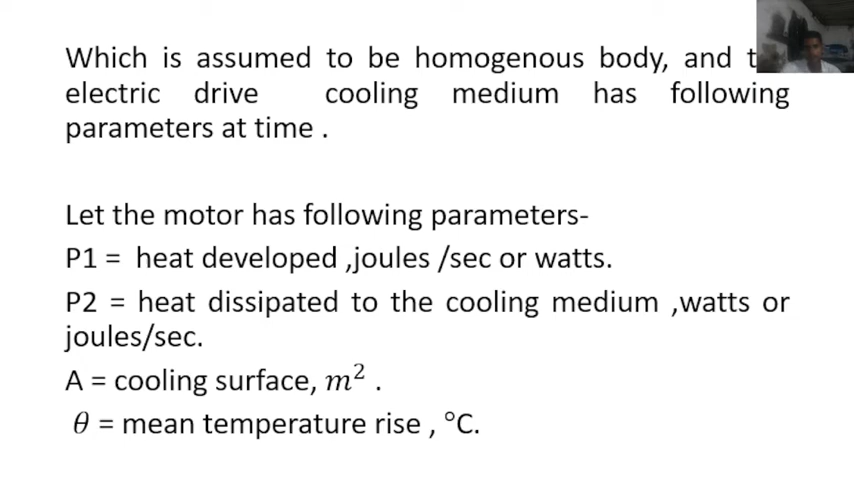 Which is assumed to be homogenous body, and
electric drive cooling medium has following
parameters at time .
Let the motor has following parameters-
P1 = heat developed ,joules /sec or watts.
P2 = heat dissipated to the cooling medium ,watts or
joules/sec.
A = cooling surface, m² .
θ = mean temperature rise , °C.